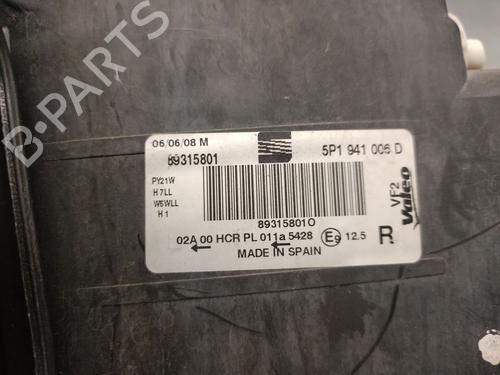 06/06/08 M
89315801
5P1 941 006 D
PY21W
H7LL
W5WLL
H1
VF2
Valeo
89315801O
02A 00 HCR PL 011a 5428 E9 12.5 R
MADE IN SPAIN
B-PARTS